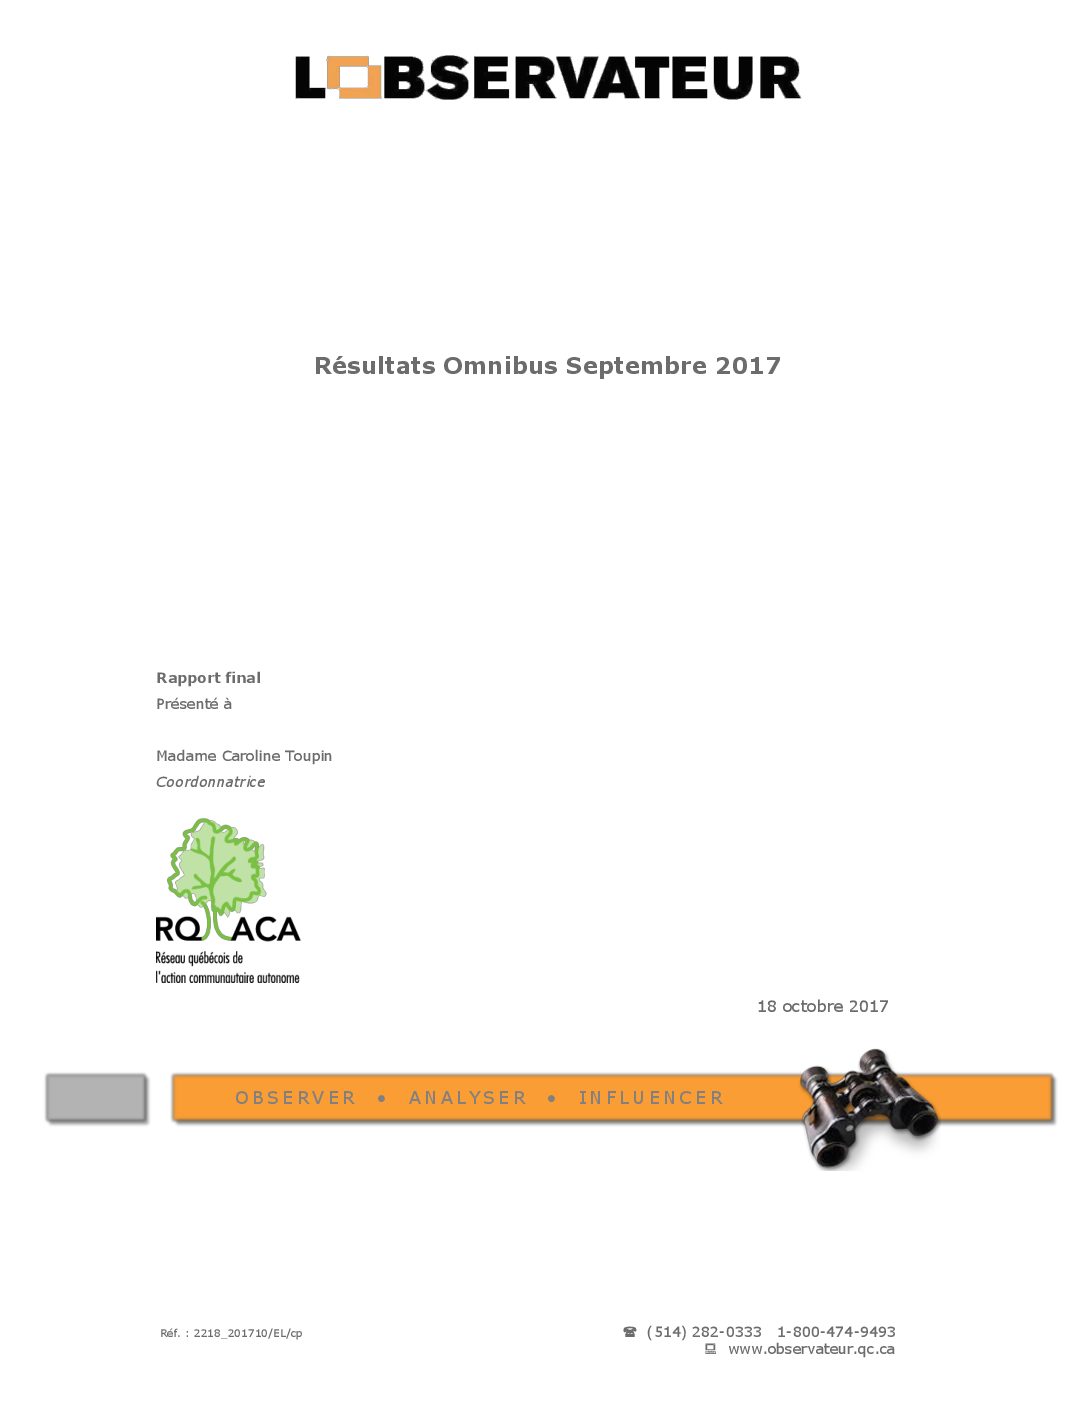 L'OBSERVATEUR
Résultats Omnibus Septembre 2017
Rapport final
Présenté à
Madame Caroline Toupin
Coordonnatrice
RQ ACA
Réseau québécois de
l'action communautaire autonome
18 octobre 2017
OBSERVER • ANALYSER • INFLUENCER
Réf. : 2218_201710/EL/cp
☎ (514) 282-0333 1-800-474-9493
www.observateur.qc.ca